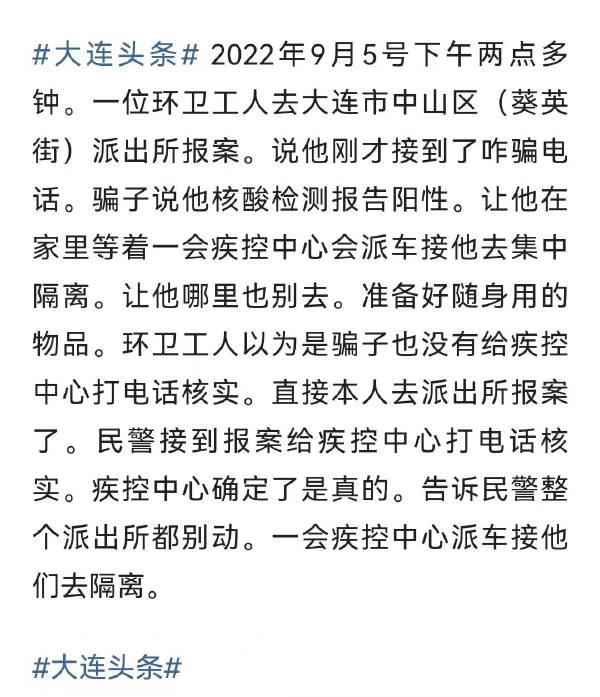 #大连头条# 2022年9月5号下午两点多
钟。一位环卫工人去大连市中山区（葵英
街）派出所报案。说他刚才接到了咋骗电
话。骗子说他核酸检测报告阳性。让他在
家里等着一会疾控中心会派车接他去集中
隔离。让他哪里也别去。准备好随身用的
物品。环卫工人以为是骗子也没有给疾控
中心打电话核实。直接本人去派出所报案
了。民警接到报案给疾控中心打电话核
实。疾控中心确定了是真的。告诉民警整
个派出所都别动。一会疾控中心派车接他
们去隔离。
#大连头条#